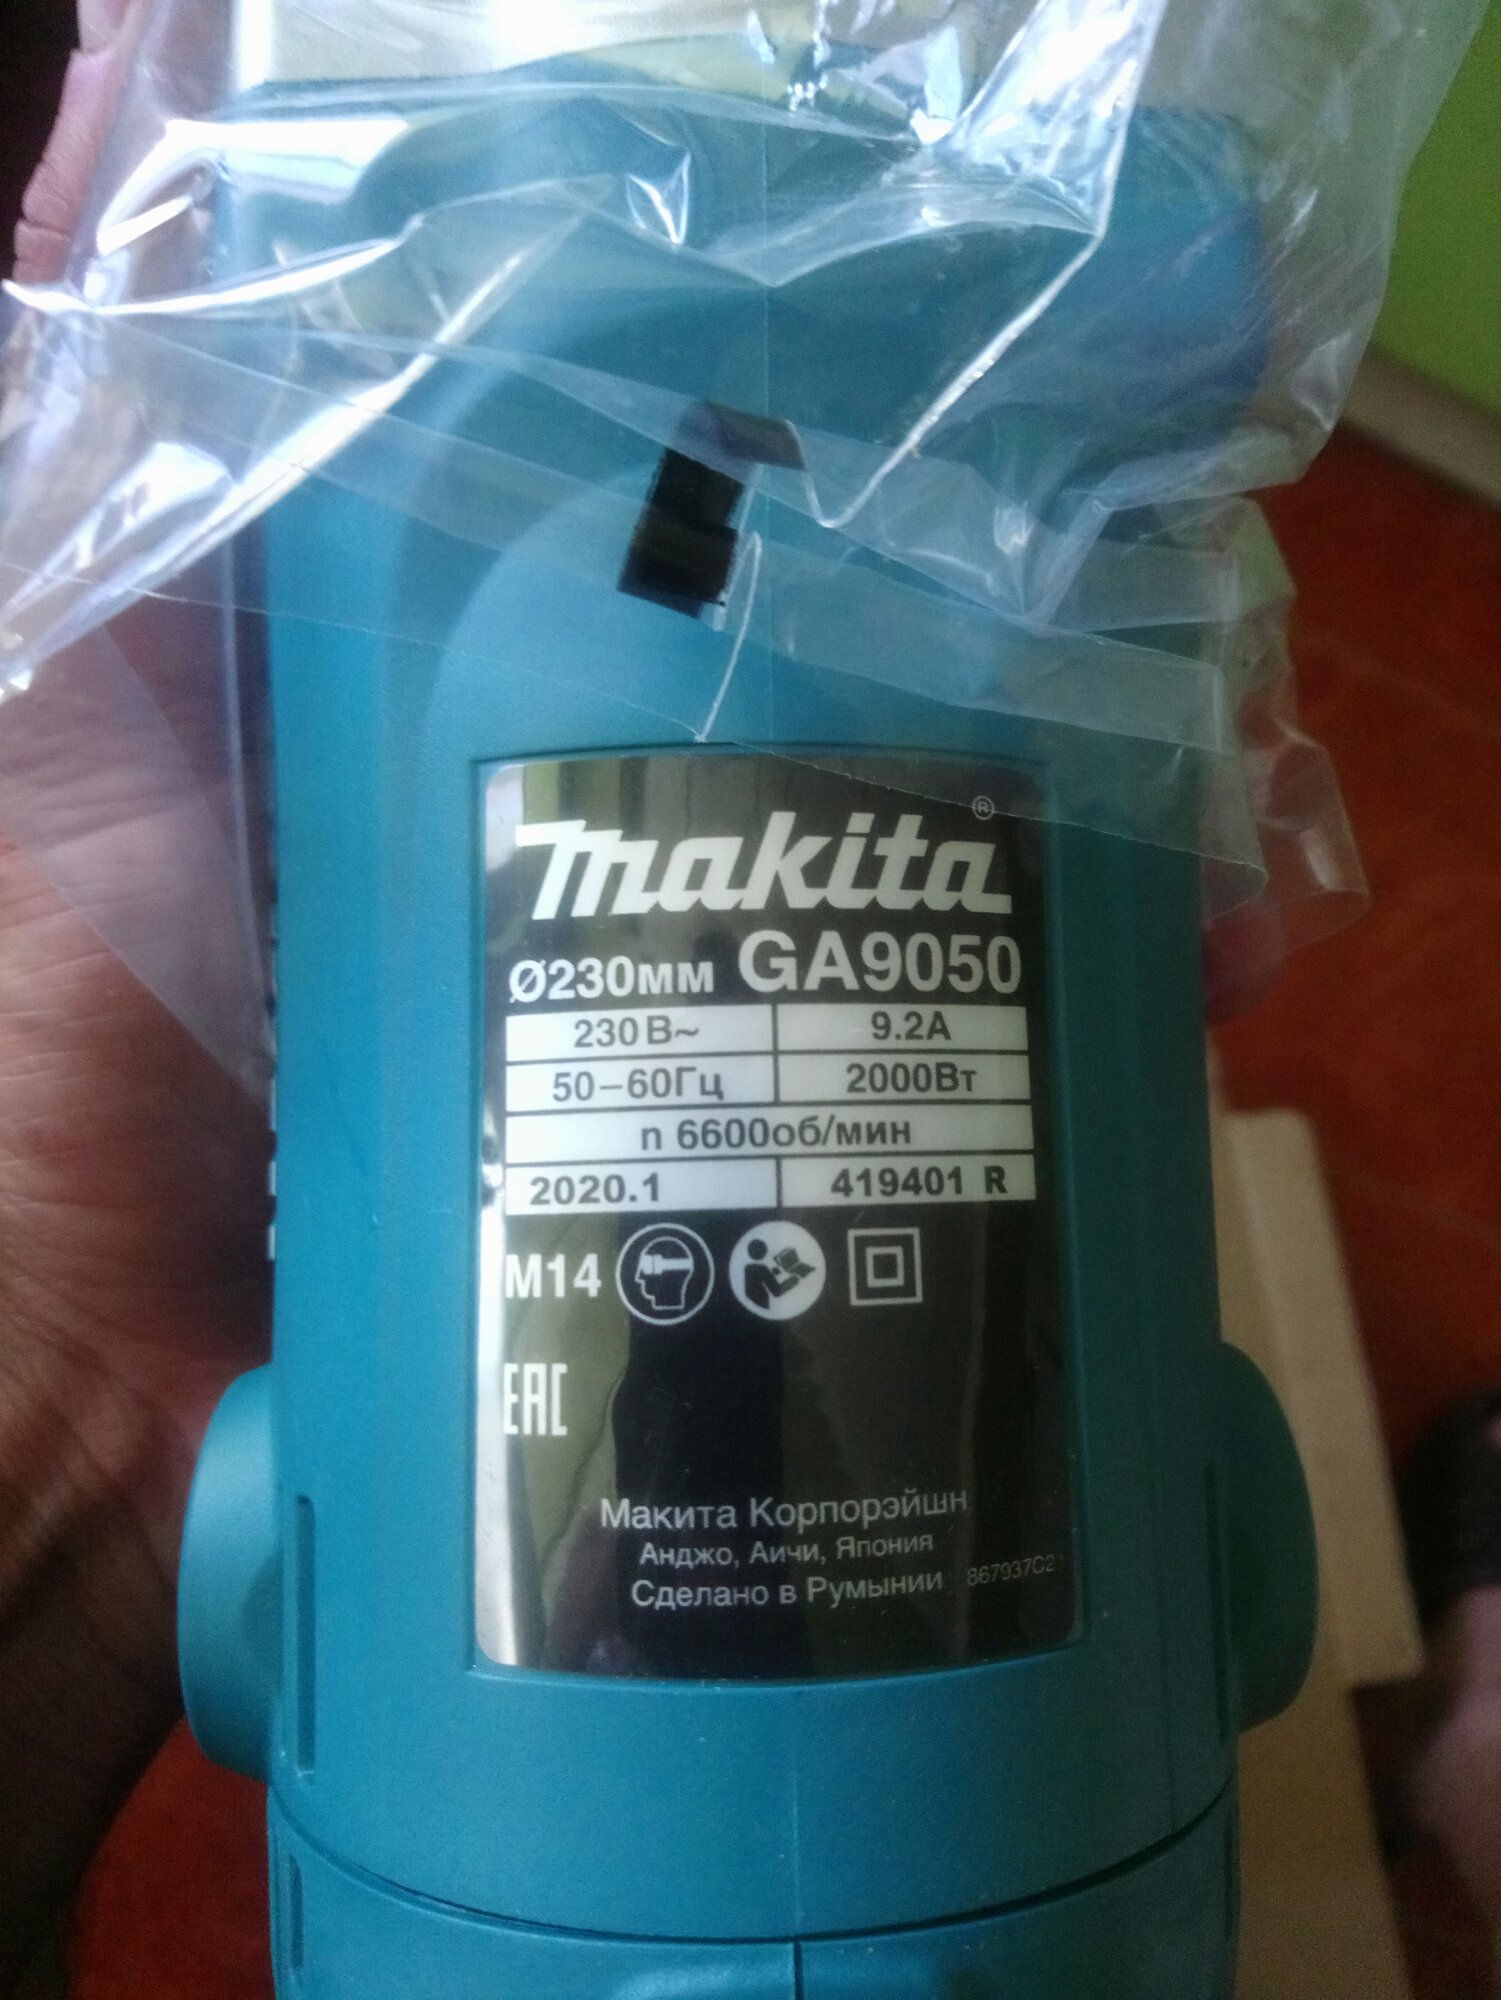 makita®
Ø230мм GA9050
230В~ 9.2А
50–60Гц 2000Вт
n 6600об/мин
2020.1 419401 R
M14
EAC
Макита Корпорэйшн
Анджо, Аичи, Япония
Сделано в Румынии 867937C2